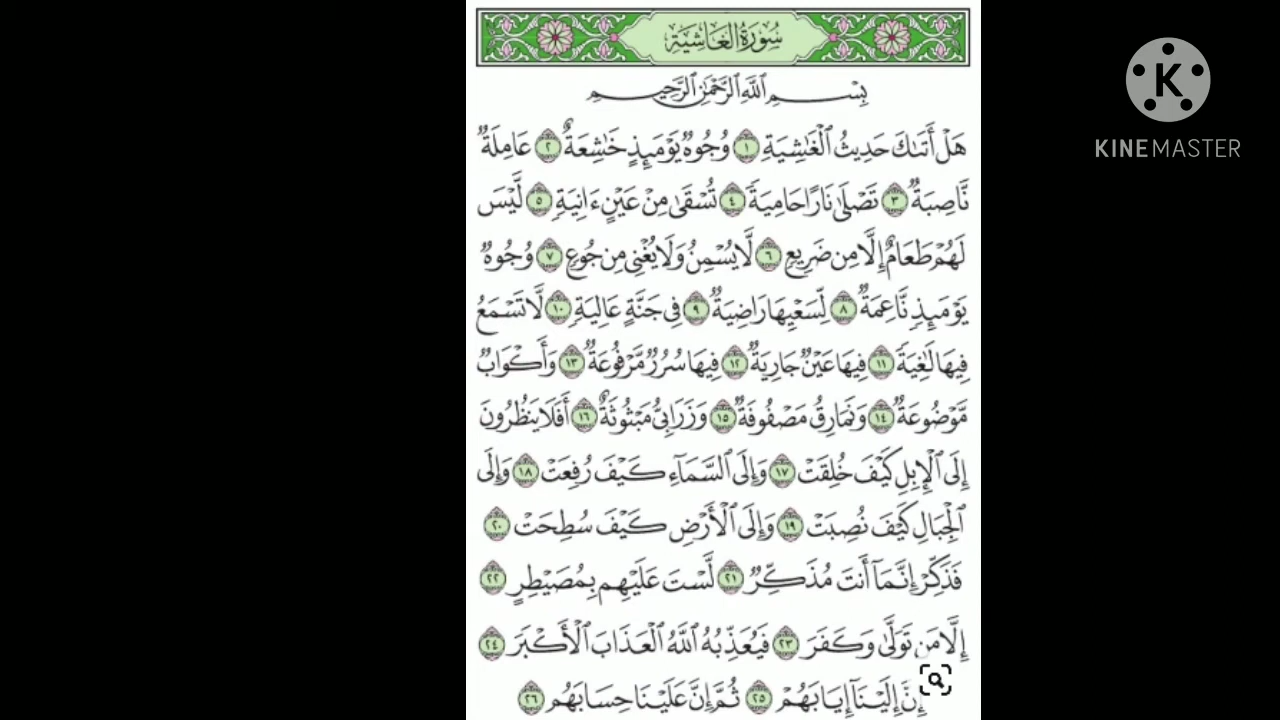 سُورَةُ الغَاشِيَةِ
بِسْمِ ٱللَّهِ ٱلرَّحْمَٰنِ ٱلرَّحِيمِ
هَلْ أَتَىٰكَ حَدِيثُ ٱلْغَٰشِيَةِ ١ وُجُوهٌ يَوْمَئِذٍ خَٰشِعَةٌ ٢ عَامِلَةٌ
نَّاصِبَةٌ ٣ تَصْلَىٰ نَارًا حَامِيَةً ٤ تُسْقَىٰ مِنْ عَيْنٍ ءَانِيَةٍ ٥ لَّيْسَ
لَهُمْ طَعَامٌ إِلَّا مِن ضَرِيعٍ ٦ لَّا يُسْمِنُ وَلَا يُغْنِى مِن جُوعٍ ٧ وُجُوهٌ
يَوْمَئِذٍ نَّاعِمَةٌ ٨ لِّسَعْيِهَا رَاضِيَةٌ ٩ فِى جَنَّةٍ عَالِيَةٍ ١٠ لَّا تَسْمَعُ
فِيهَا لَٰغِيَةً ١١ فِيهَا عَيْنٌ جَارِيَةٌ ١٢ فِيهَا سُرُرٌ مَّرْفُوعَةٌ ١٣ وَأَكْوَابٌ
مَّوْضُوعَةٌ ١٤ وَنَمَارِقُ مَصْفُوفَةٌ ١٥ وَزَرَابِىُّ مَبْثُوثَةٌ ١٦ أَفَلَا يَنظُرُونَ
إِلَى ٱلْإِبِلِ كَيْفَ خُلِقَتْ ١٧ وَإِلَى ٱلسَّمَآءِ كَيْفَ رُفِعَتْ ١٨ وَإِلَى
ٱلْجِبَالِ كَيْفَ نُصِبَتْ ١٩ وَإِلَى ٱلْأَرْضِ كَيْفَ سُطِحَتْ ٢٠
فَذَكِّرْ إِنَّمَآ أَنتَ مُذَكِّرٌ ٢١ لَّسْتَ عَلَيْهِم بِمُصَيْطِرٍ ٢٢
إِلَّا مَن تَوَلَّىٰ وَكَفَرَ ٢٣ فَيُعَذِّبُهُ ٱللَّهُ ٱلْعَذَابَ ٱلْأَكْبَرَ ٢٤
إِنَّ إِلَيْنَآ إِيَابَهُمْ ٢٥ ثُمَّ إِنَّ عَلَيْنَا حِسَابَهُم ٢٦
K
KINEMASTER